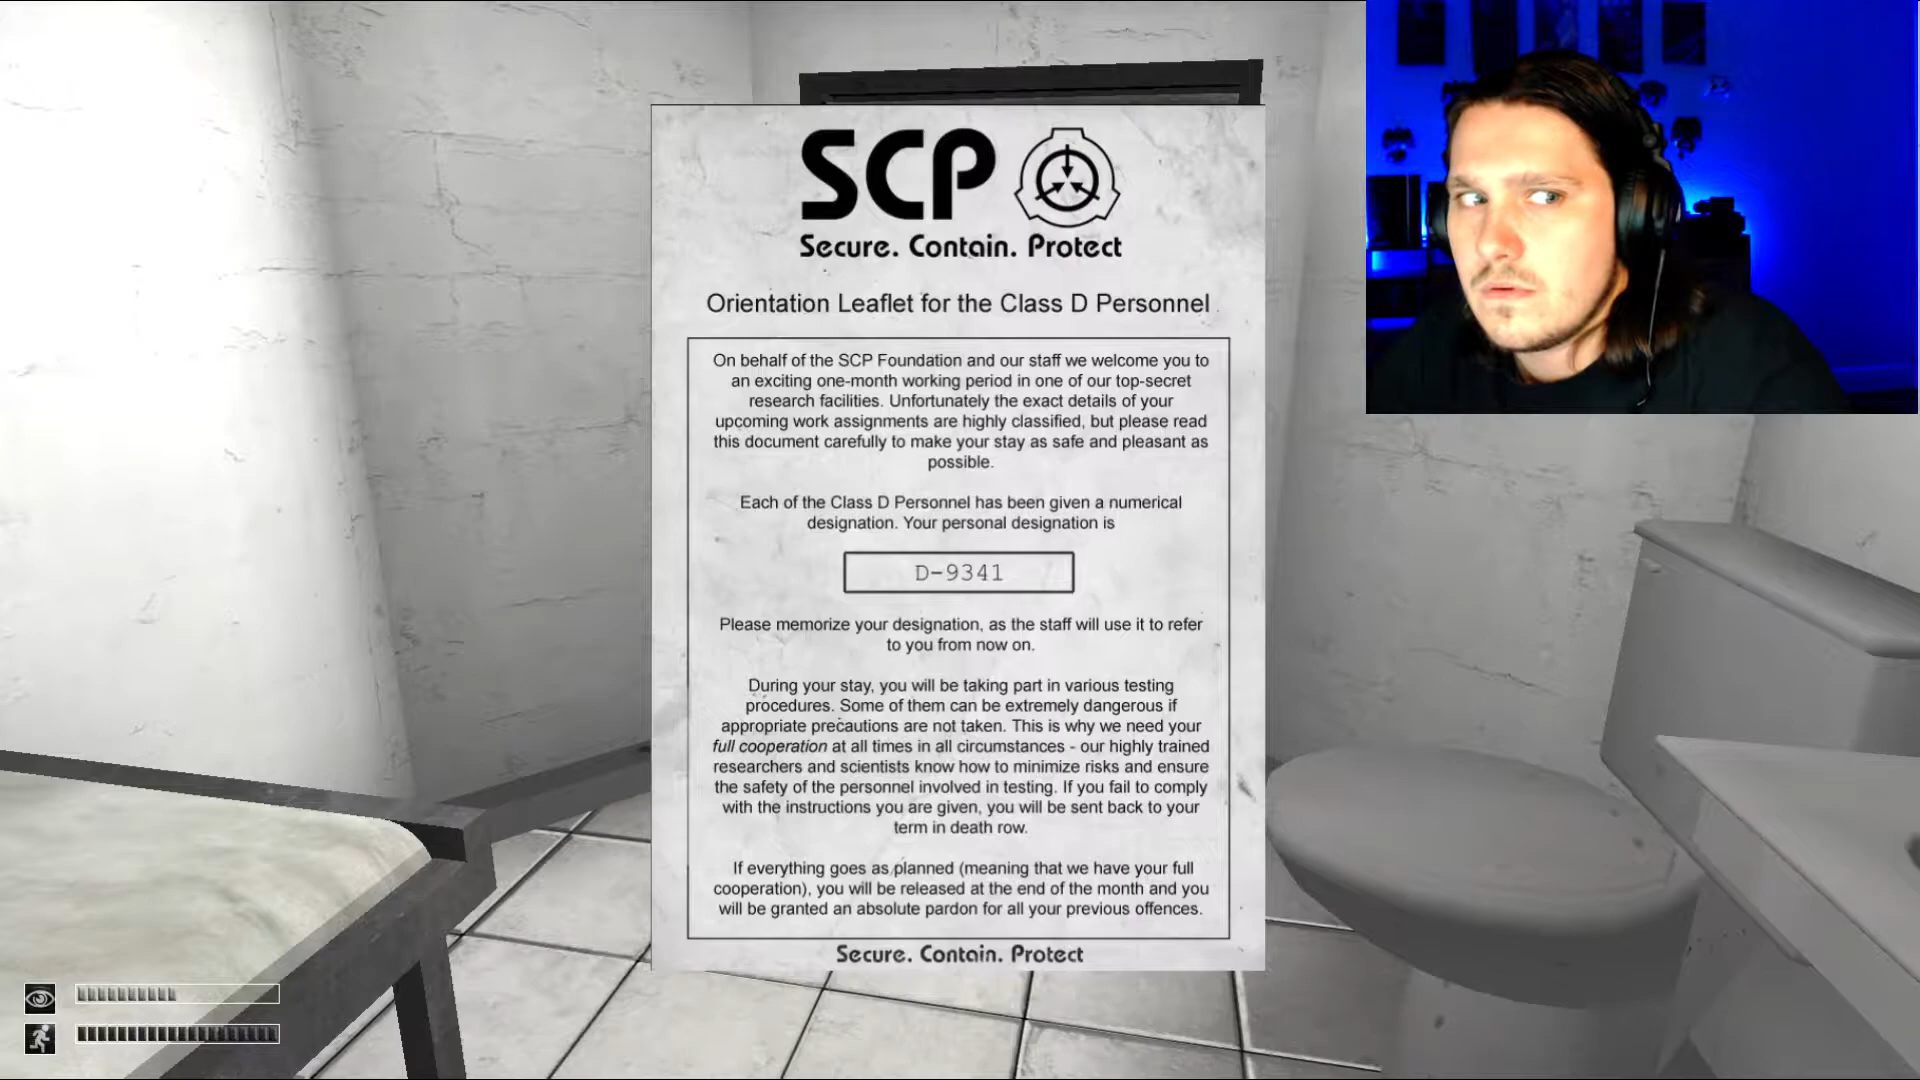 SCP
Secure. Contain. Protect
Orientation Leaflet for the Class D Personnel
On behalf of the SCP Foundation and our staff we welcome you to
an exciting one-month working period in one of our top-secret
research facilities. Unfortunately the exact details of your
upcoming work assignments are highly classified, but please read
this document carefully to make your stay as safe and pleasant as
possible.
Each of the Class D Personnel has been given a numerical
designation. Your personal designation is
D-9341
Please memorize your designation, as the staff will use it to refer
to you from now on.
During your stay, you will be taking part in various testing
procedures. Some of them can be extremely dangerous if
appropriate precautions are not taken. This is why we need your
full cooperation at all times in all circumstances - our highly trained
researchers and scientists know how to minimize risks and ensure
the safety of the personnel involved in testing. If you fail to comply
with the instructions you are given, you will be sent back to your
term in death row.
If everything goes as planned (meaning that we have your full
cooperation), you will be released at the end of the month and you
will be granted an absolute pardon for all your previous offences.
Secure. Contain. Protect